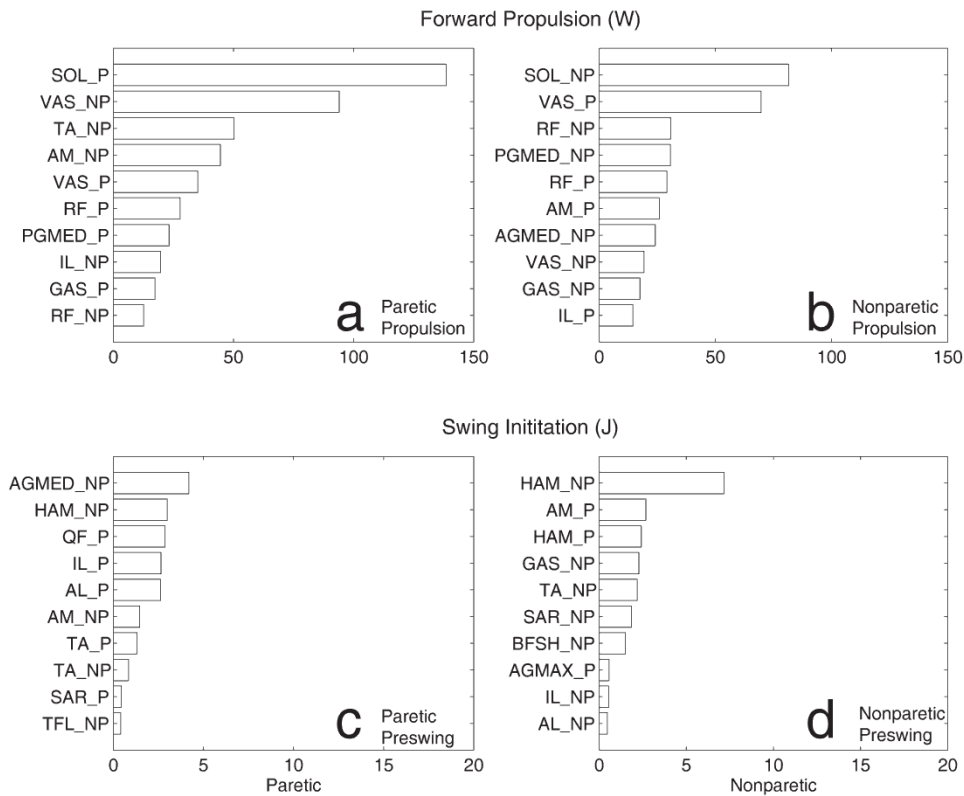 Forward Propulsion (W)
SOL_P
VAS_NP
TA_NP
AM_NP
VAS_P
RF_P
PGMED_P
IL_NP
GAS_P
RF_NP
a
Paretic
Propulsion
0 50 100 150
SOL_NP
VAS_P
RF_NP
PGMED_NP
RF_P
AM_P
AGMED_NP
VAS_NP
GAS_NP
IL_P
b
Nonparetic
Propulsion
0 50 100 150
Swing Inititation (J)
AGMED_NP
HAM_NP
QF_P
IL_P
AL_P
AM_NP
TA_P
TA_NP
SAR_P
TFL_NP
c
Paretic
Preswing
0 5 10 15 20
Paretic
HAM_NP
AM_P
HAM_P
GAS_NP
TA_NP
SAR_NP
BFSH_NP
AGMAX_P
IL_NP
AL_NP
d
Nonparetic
Preswing
0 5 10 15 20
Nonparetic